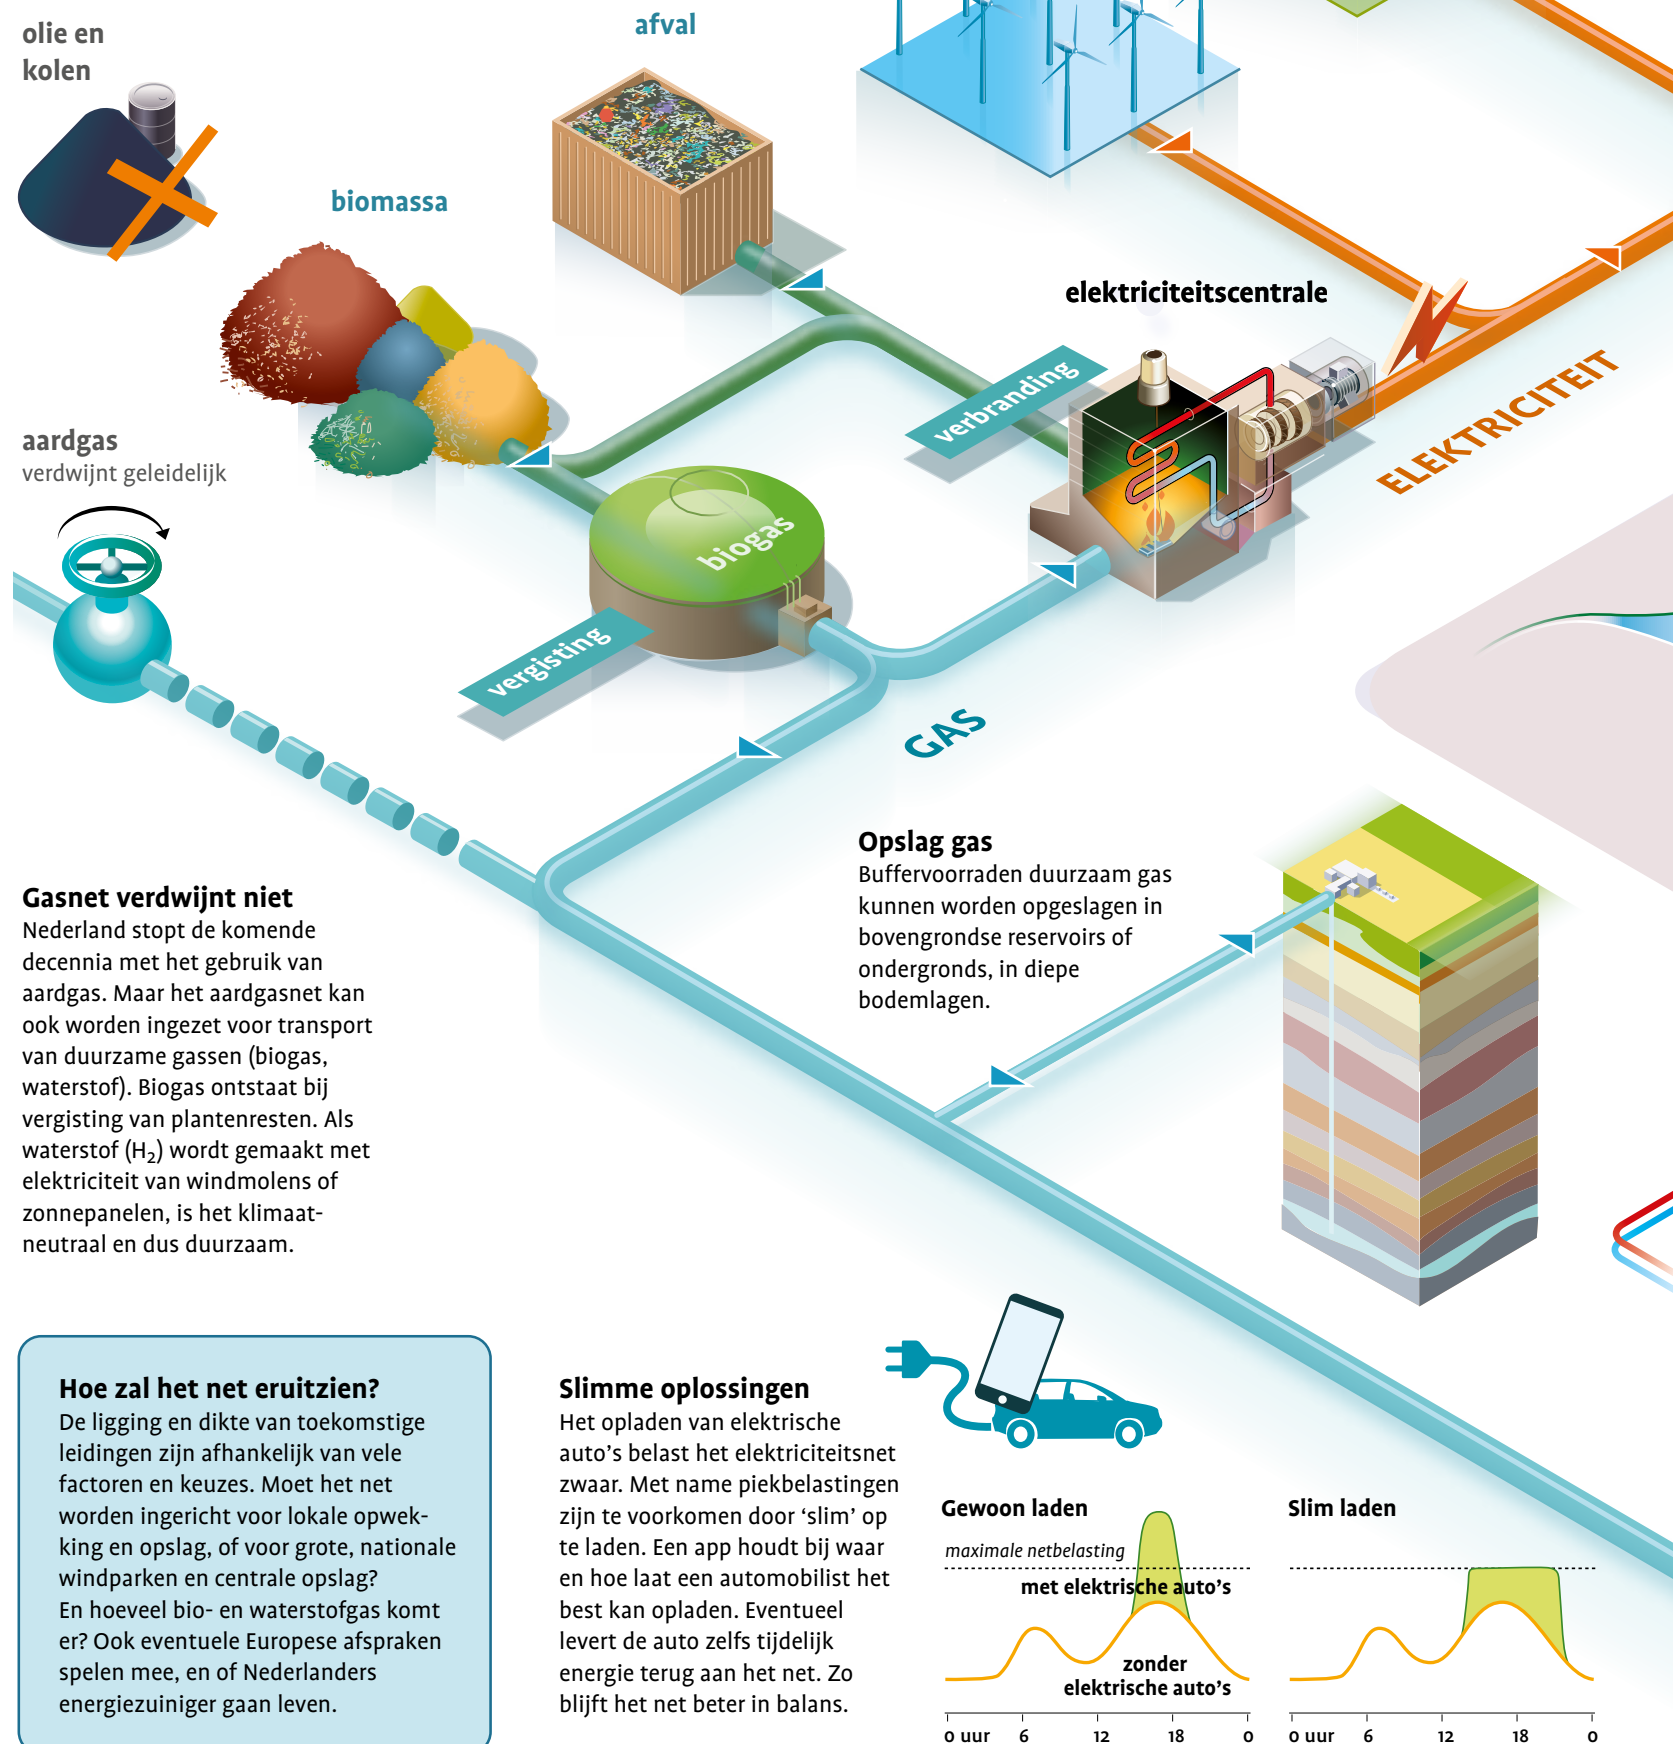 olie en
kolen
afval
biomassa
elektriciteitscentrale
verbranding
ELEKTRICITEIT
aardgas
verdwijnt geleidelijk
biogas
vergisting
GAS
Opslag gas
Buffervoorraden duurzaam gas
kunnen worden opgeslagen in
bovengrondse reservoirs of
ondergronds, in diepe
bodemlagen.
Gasnet verdwijnt niet
Nederland stopt de komende
decennia met het gebruik van
aardgas. Maar het aardgasnet kan
ook worden ingezet voor transport
van duurzame gassen (biogas,
waterstof). Biogas ontstaat bij
vergisting van plantenresten. Als
waterstof (H₂) wordt gemaakt met
elektriciteit van windmolens of
zonnepanelen, is het klimaat-
neutraal en dus duurzaam.
Hoe zal het net eruitzien?
De ligging en dikte van toekomstige
leidingen zijn afhankelijk van vele
factoren en keuzes. Moet het net
worden ingericht voor lokale opwek-
king en opslag, of voor grote, nationale
windparken en centrale opslag?
En hoeveel bio- en waterstofgas komt
er? Ook eventuele Europese afspraken
spelen mee, en of Nederlanders
energiezuiniger gaan leven.
Slimme oplossingen
Het opladen van elektrische
auto's belast het elektriciteitsnet
zwaar. Met name piekbelastingen
zijn te voorkomen door ‘slim’ op
te laden. Een app houdt bij waar
en hoe laat een automobilist het
best kan opladen. Eventueel
levert de auto zelfs tijdelijk
energie terug aan het net. Zo
blijft het net beter in balans.
Gewoon laden
maximale netbelasting
met elektrische auto's
zonder
elektrische auto's
0 uur 6 12 18 0
Slim laden
0 uur 6 12 18 0